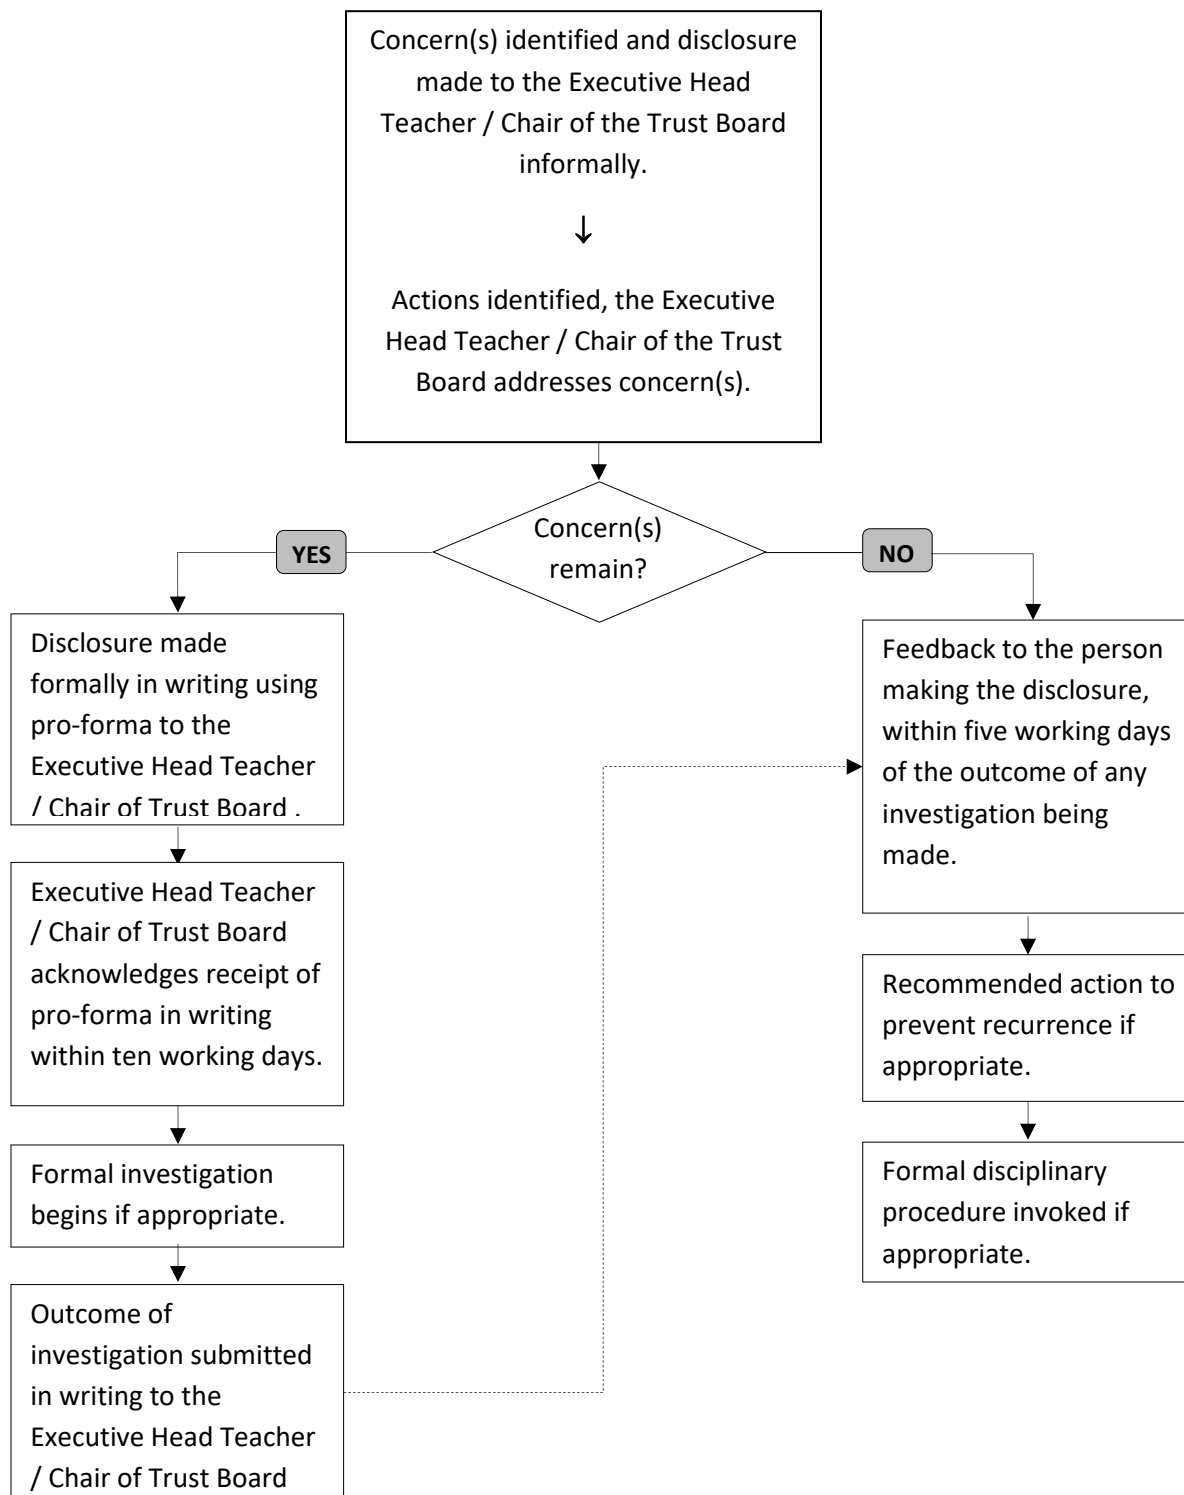 Concern(s) identified and disclosure
made to the Executive Head
Teacher / Chair of the Trust Board
informally.
↓
Actions identified, the Executive
Head Teacher / Chair of the Trust
Board addresses concern(s).
Concern(s)
remain?
YES
NO
Disclosure made
formally in writing using
pro-forma to the
Executive Head Teacher
/ Chair of Trust Board .
Executive Head Teacher
/ Chair of Trust Board
acknowledges receipt of
pro-forma in writing
within ten working days.
Formal investigation
begins if appropriate.
Outcome of
investigation submitted
in writing to the
Executive Head Teacher
/ Chair of Trust Board
Feedback to the person
making the disclosure,
within five working days
of the outcome of any
investigation being
made.
Recommended action to
prevent recurrence if
appropriate.
Formal disciplinary
procedure invoked if
appropriate.